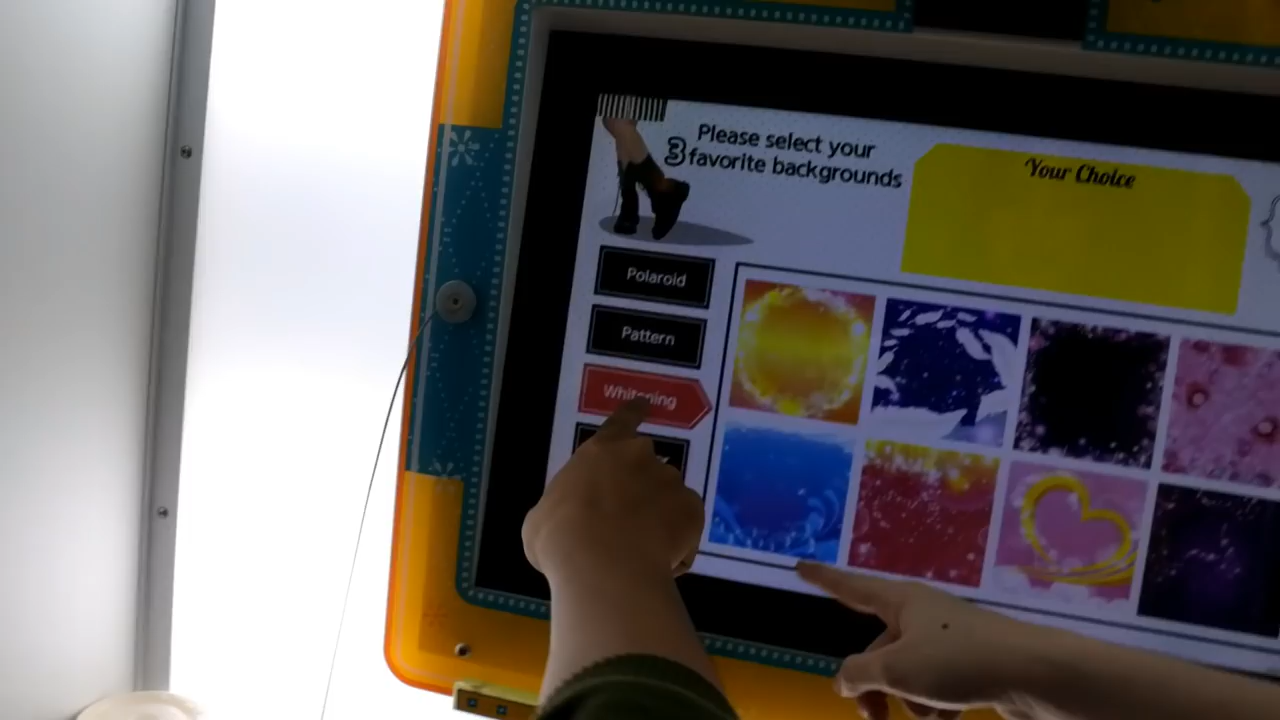 Please select your
3 favorite backgrounds
Your Choice
Polaroid
Pattern
Whitening